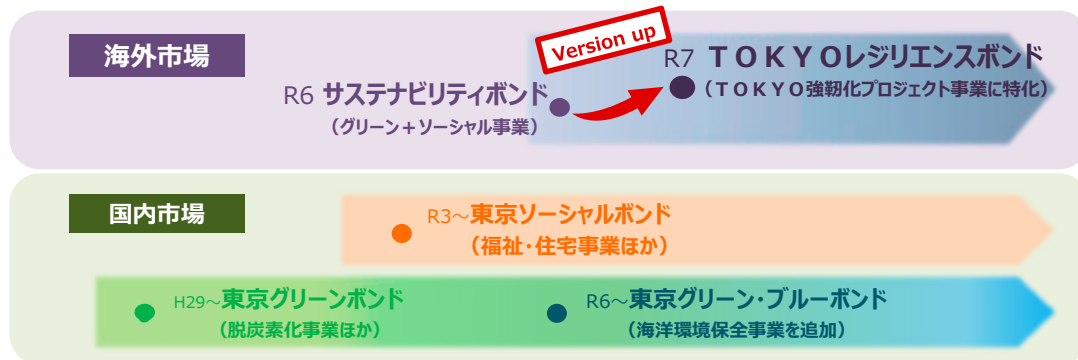 海外市場
Version up
R7 ＴＯＫＹＯレジリエンスボンド
（ＴＯＫＹＯ強靭化プロジェクト事業に特化）
R6 サステナビリティボンド
（グリーン＋ソーシャル事業）
国内市場
R3～東京ソーシャルボンド
（福祉・住宅事業ほか）
H29～東京グリーンボンド
（脱炭素化事業ほか）
R6～東京グリーン・ブルーボンド
（海洋環境保全事業を追加）